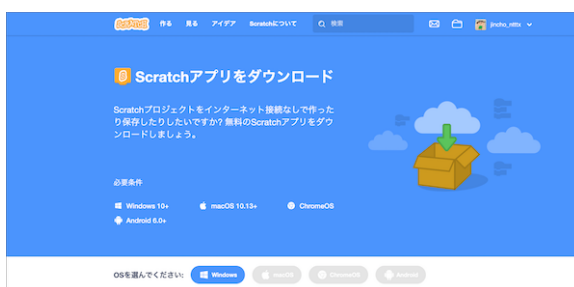 SCRATCH 作る 見る アイデア Scratchについて 検索 jincho_nittix
Scratchアプリをダウンロード
Scratchプロジェクトをインターネット接続なしで作った
り保存したりしたいですか? 無料のScratchアプリをダウ
ンロードしましょう。
必要条件
Windows 10+ macOS 10.13+ ChromeOS
Android 6.0+
OSを選んでください: Windows macOS ChromeOS Android